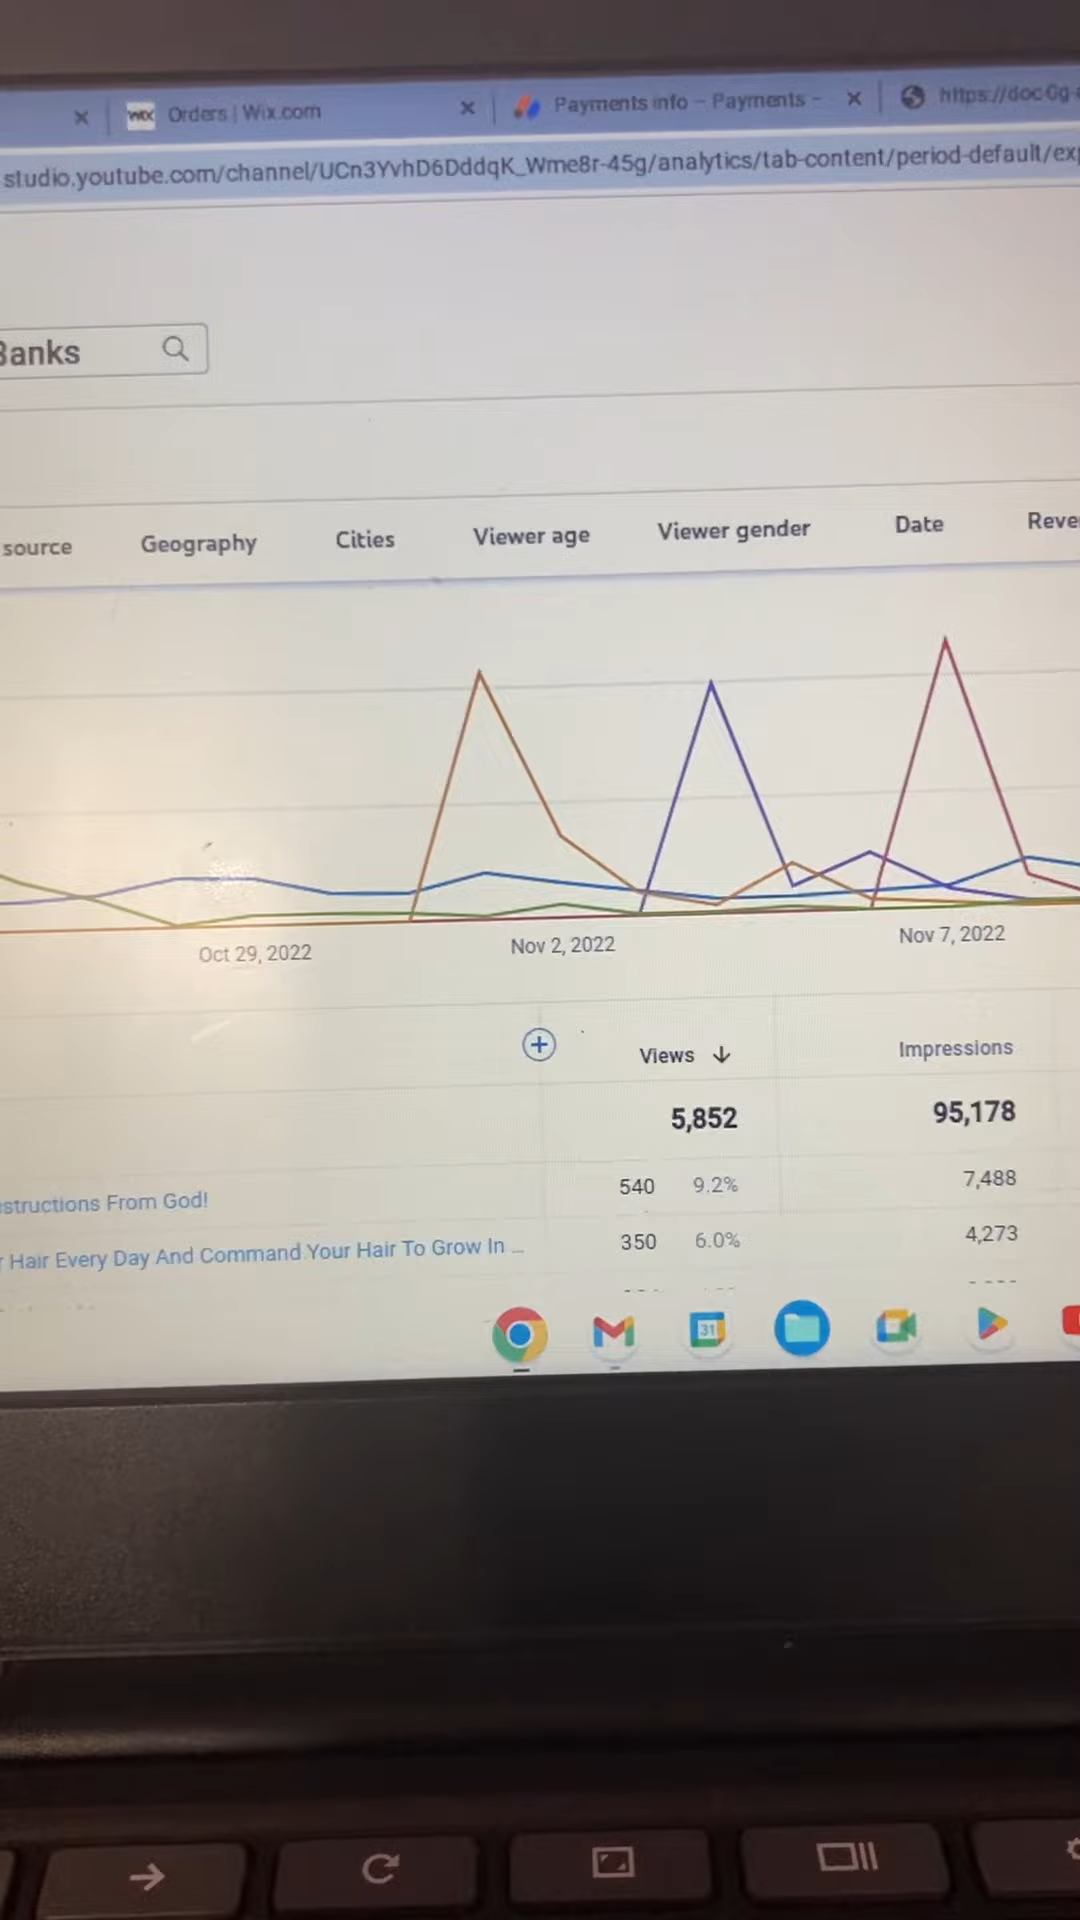 Orders | Wix.com
Payments info – Payments –
studio.youtube.com/channel/UCn3YvhD6DddqK_Wme8r-45g/analytics/tab-content/period-default/exp
Banks
source Geography Cities Viewer age Viewer gender Date Reve
Oct 29, 2022 Nov 2, 2022 Nov 7, 2022
Views Impressions
5,852 95,178
structions From God! 540 9.2% 7,488
r Hair Every Day And Command Your Hair To Grow In ... 350 6.0% 4,273
31